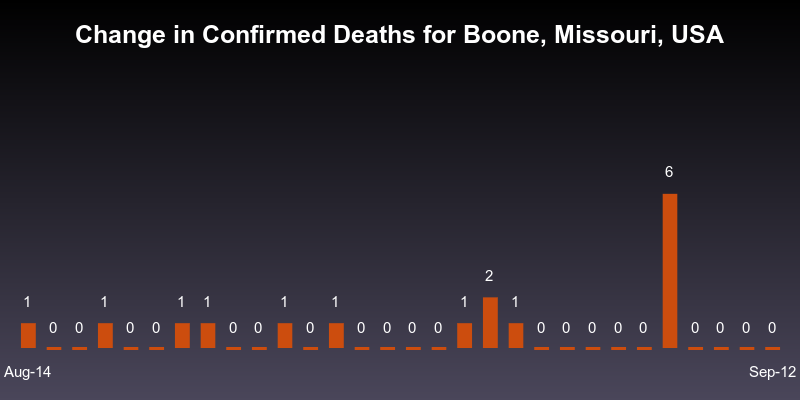 Change in Confirmed Deaths for Boone, Missouri, USA
6
2
1 1 1 1 1 1 1 1
0 0 0 0 0 0 0 0 0 0 0 0 0 0 0 0 0 0 0 0
Aug-14 Sep-12